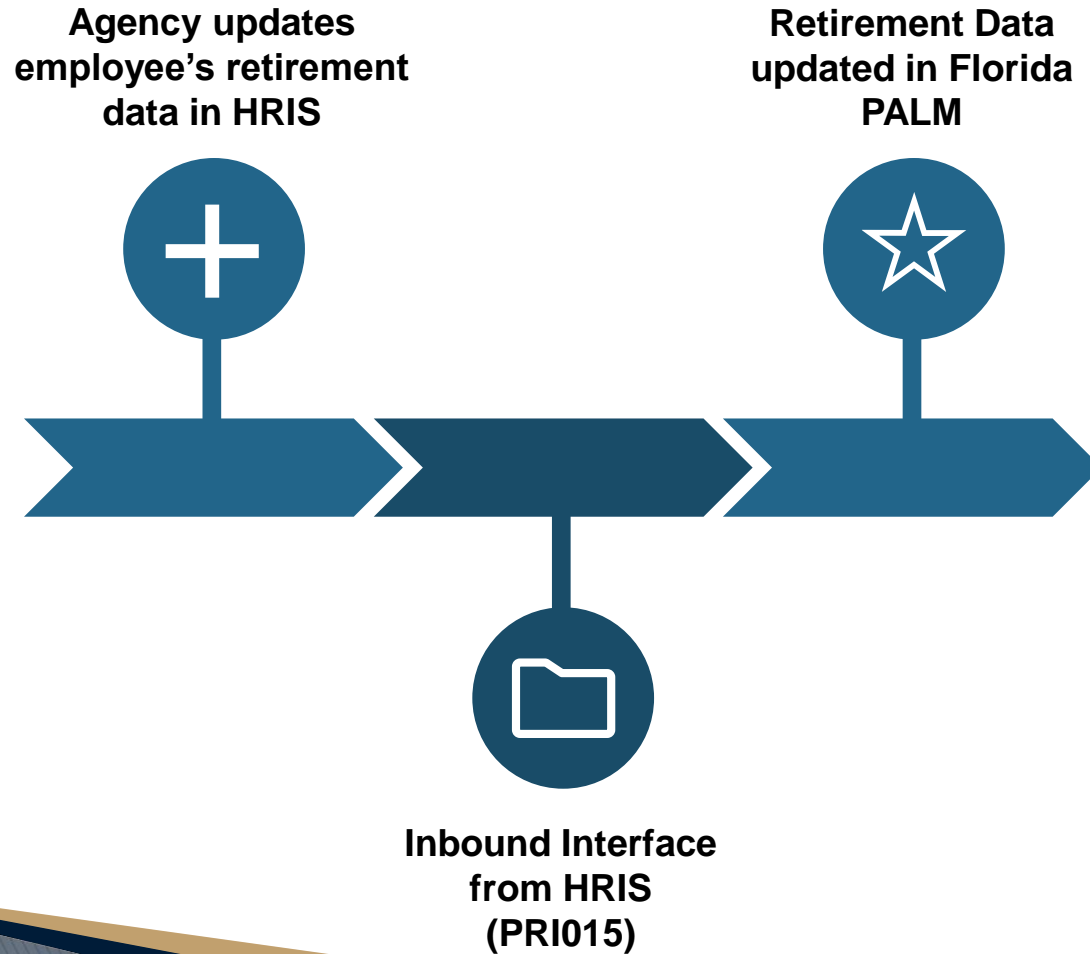 Agency updates
employee’s retirement
data in HRIS
Inbound Interface
from HRIS
(PRI015)
Retirement Data
updated in Florida
PALM